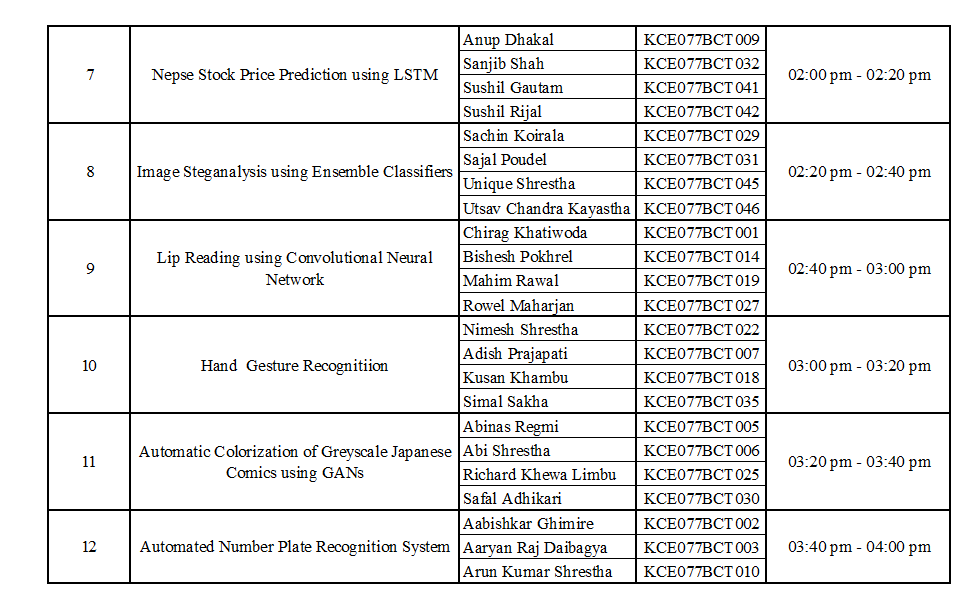 7
Nepse Stock Price Prediction using LSTM
Anup Dhakal KCE077BCT009
Sanjib Shah KCE077BCT032
Sushil Gautam KCE077BCT041
Sushil Rijal KCE077BCT042
02:00 pm - 02:20 pm
8
Image Steganalysis using Ensemble Classifiers
Sachin Koirala KCE077BCT029
Sajal Poudel KCE077BCT031
Unique Shrestha KCE077BCT045
Utsav Chandra Kayastha KCE077BCT046
02:20 pm - 02:40 pm
9
Lip Reading using Convolutional Neural
Network
Chirag Khatiwoda KCE077BCT001
Bishesh Pokhrel KCE077BCT014
Mahim Rawal KCE077BCT019
Rowel Maharjan KCE077BCT027
02:40 pm - 03:00 pm
10
Hand Gesture Recognitiion
Nimesh Shrestha KCE077BCT022
Adish Prajapati KCE077BCT007
Kusan Khambu KCE077BCT018
Simal Sakha KCE077BCT035
03:00 pm - 03:20 pm
11
Automatic Colorization of Greyscale Japanese
Comics using GANs
Abinas Regmi KCE077BCT005
Abi Shrestha KCE077BCT006
Richard Khewa Limbu KCE077BCT025
Safal Adhikari KCE077BCT030
03:20 pm - 03:40 pm
12
Automated Number Plate Recognition System
Aabishkar Ghimire KCE077BCT002
Aaryan Raj Daibagya KCE077BCT003
Arun Kumar Shrestha KCE077BCT010
03:40 pm - 04:00 pm